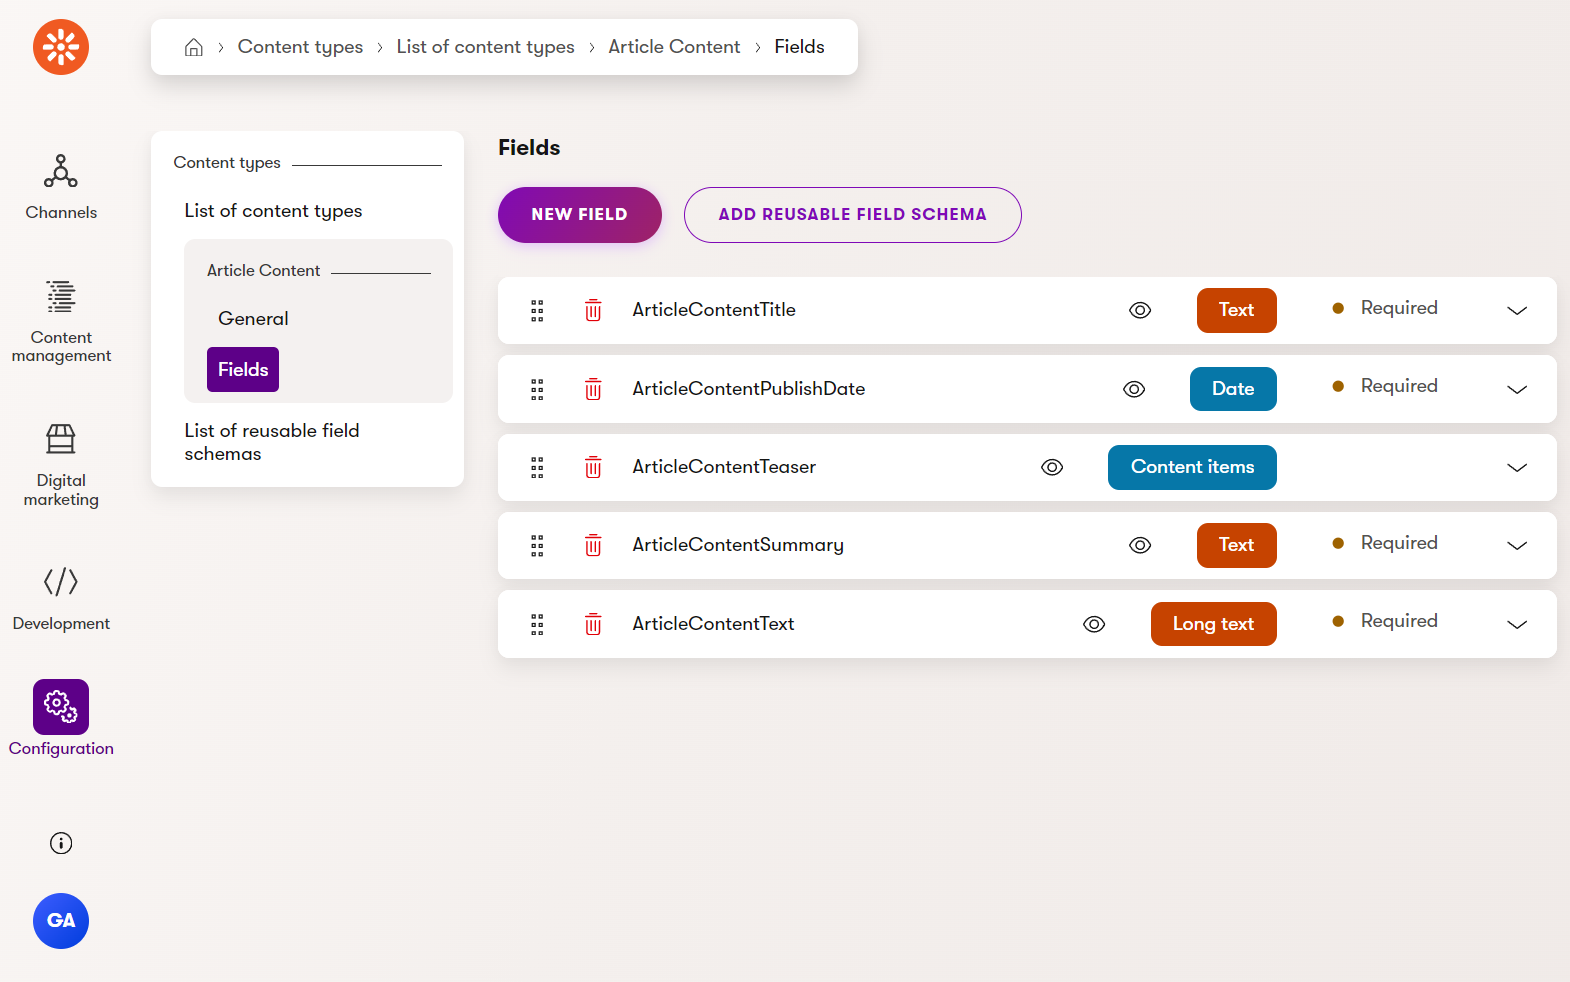 Content types > List of content types > Article Content > Fields
Channels
Content
management
Digital
marketing
Development
Configuration
GA
Content types
List of content types
Article Content
General
Fields
List of reusable field
schemas
Fields
NEW FIELD
ADD REUSABLE FIELD SCHEMA
ArticleContentTitle Text Required
ArticleContentPublishDate Date Required
ArticleContentTeaser Content items
ArticleContentSummary Text Required
ArticleContentText Long text Required